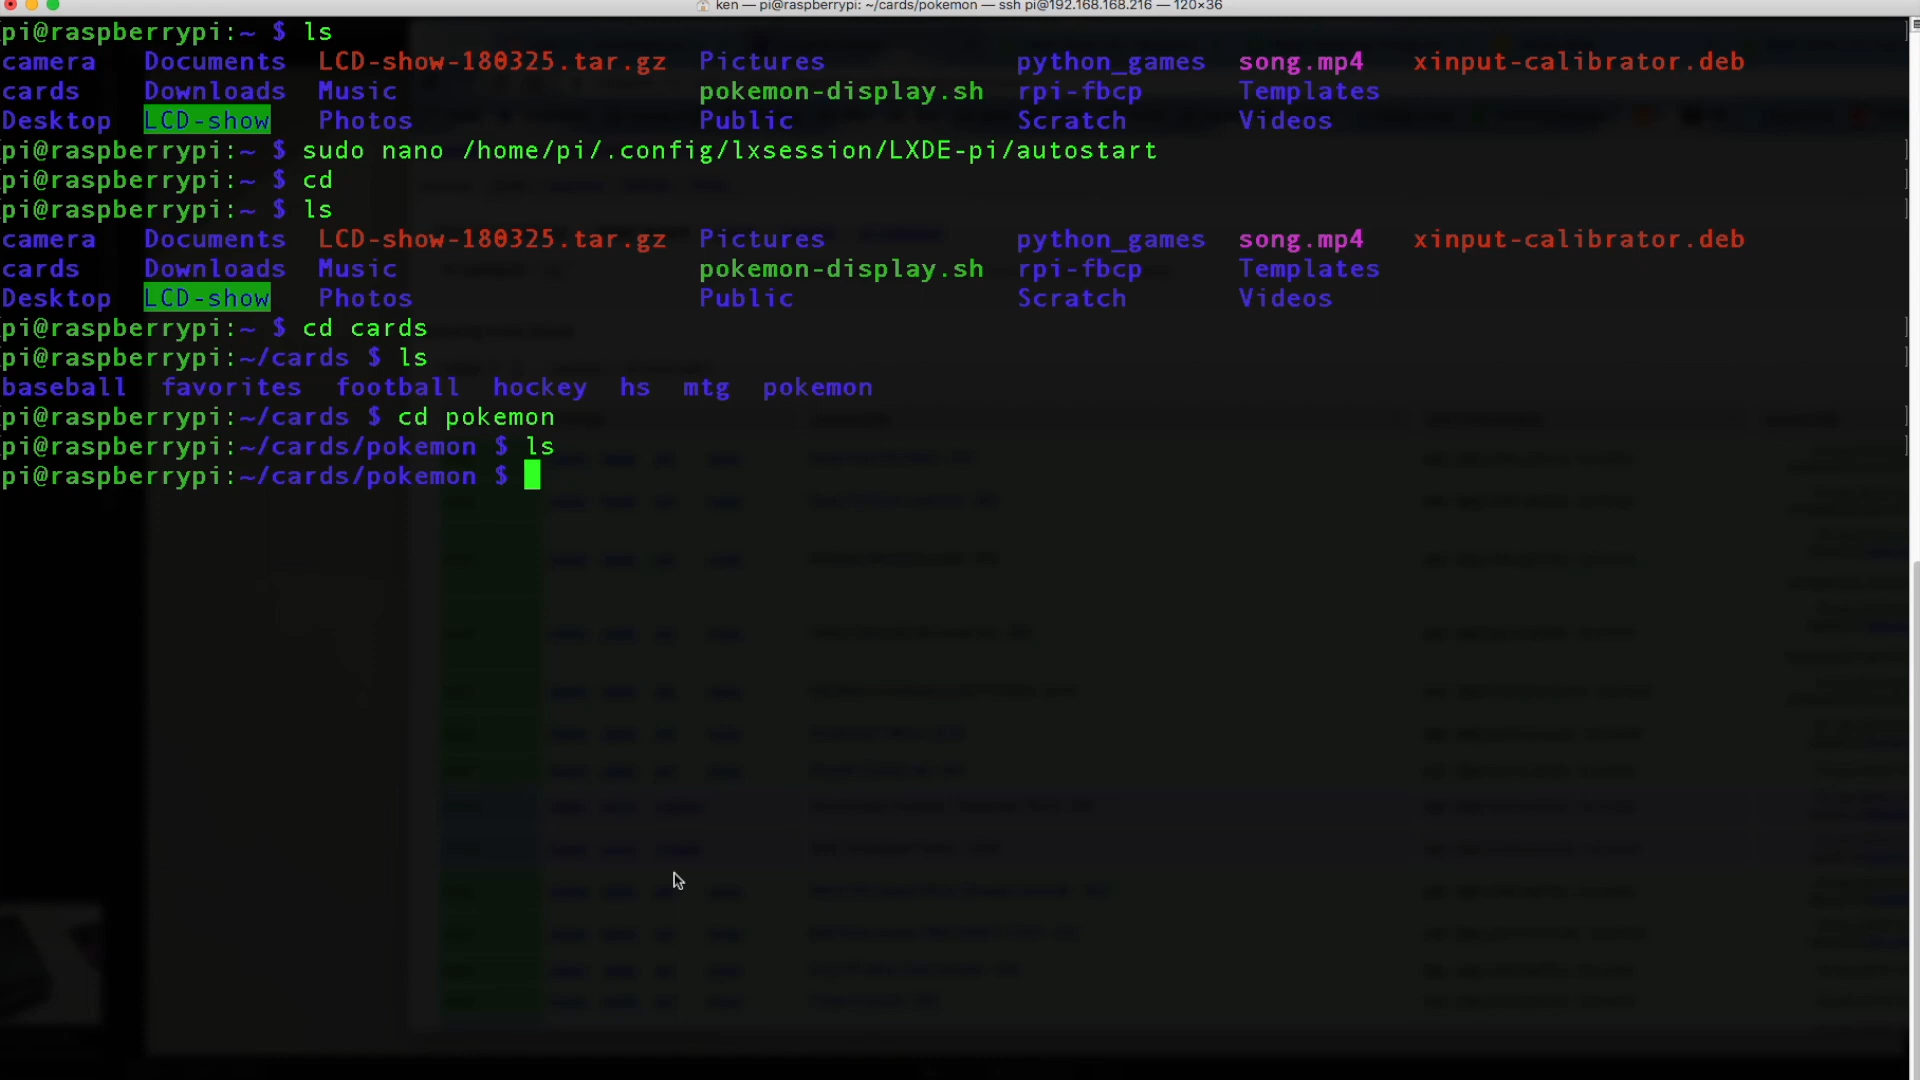 ken — pi@raspberrypi: ~/cards/pokemon — ssh pi@192.168.168.216 — 120×36
pi@raspberrypi:~ $ ls
camera Documents LCD-show-180325.tar.gz Pictures python_games song.mp4 xinput-calibrator.deb
cards Downloads Music pokemon-display.sh rpi-fbcp Templates
Desktop LCD-show Photos Public Scratch Videos
pi@raspberrypi:~ $ sudo nano /home/pi/.config/lxsession/LXDE-pi/autostart
pi@raspberrypi:~ $ cd
pi@raspberrypi:~ $ ls
camera Documents LCD-show-180325.tar.gz Pictures python_games song.mp4 xinput-calibrator.deb
cards Downloads Music pokemon-display.sh rpi-fbcp Templates
Desktop LCD-show Photos Public Scratch Videos
pi@raspberrypi:~ $ cd cards
pi@raspberrypi:~/cards $ ls
baseball favorites football hockey hs mtg pokemon
pi@raspberrypi:~/cards $ cd pokemon
pi@raspberrypi:~/cards/pokemon $ ls
pi@raspberrypi:~/cards/pokemon $